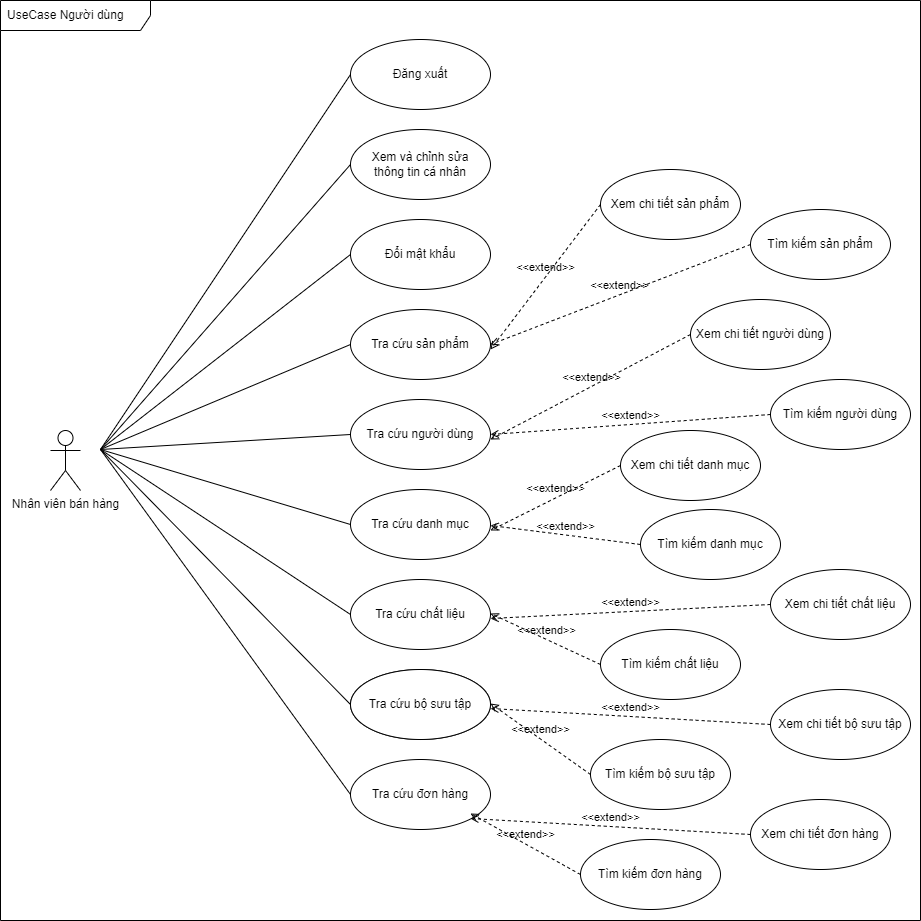 UseCase Người dùng
Đăng xuất
Xem và chỉnh sửa
thông tin cá nhân
Xem chi tiết sản phẩm
Tìm kiếm sản phẩm
Đổi mật khẩu
<<extend>>
<<extend>>
Tra cứu sản phẩm
Xem chi tiết người dùng
<<extend>>
Tìm kiếm người dùng
<<extend>>
Tra cứu người dùng
Xem chi tiết danh mục
<<extend>>
Nhân viên bán hàng
Tra cứu danh mục
<<extend>>
Tìm kiếm danh mục
Xem chi tiết chất liệu
<<extend>>
Tra cứu chất liệu
<<extend>>
Tìm kiếm chất liệu
Tra cứu bộ sưu tập
<<extend>>
Xem chi tiết bộ sưu tập
<<extend>>
Tìm kiếm bộ sưu tập
Tra cứu đơn hàng
<<extend>>
Xem chi tiết đơn hàng
<<extend>>
Tìm kiếm đơn hàng